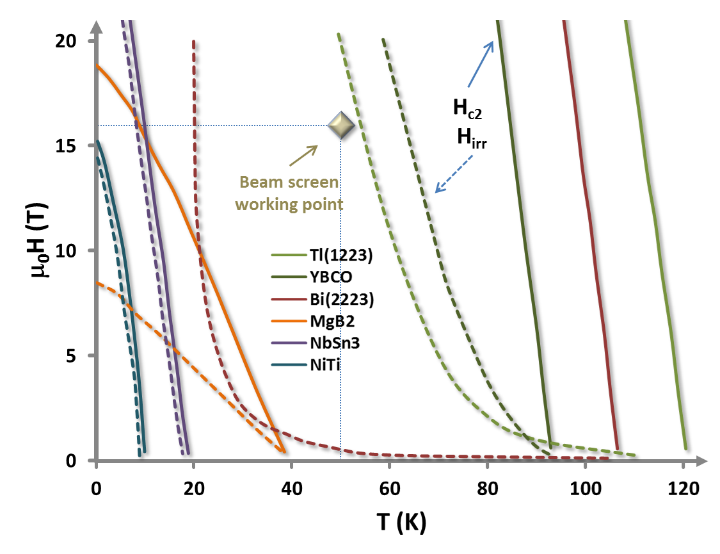 20
15
10
5
0
μ₀H (T)
Hc2
Hirr
Beam screen
working point
Tl(1223)
YBCO
Bi(2223)
MgB2
NbSn3
NiTi
0 20 40 60 80 100 120
T (K)